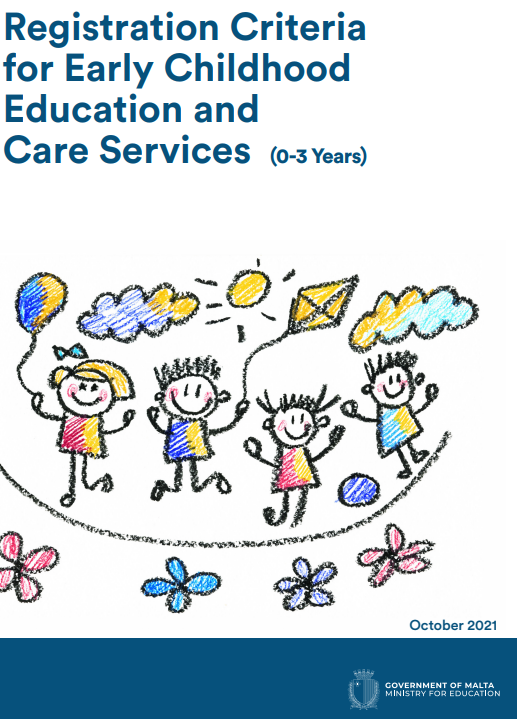 Registration Criteria
for Early Childhood
Education and
Care Services (0-3 Years)
October 2021
GOVERNMENT OF MALTA
MINISTRY FOR EDUCATION